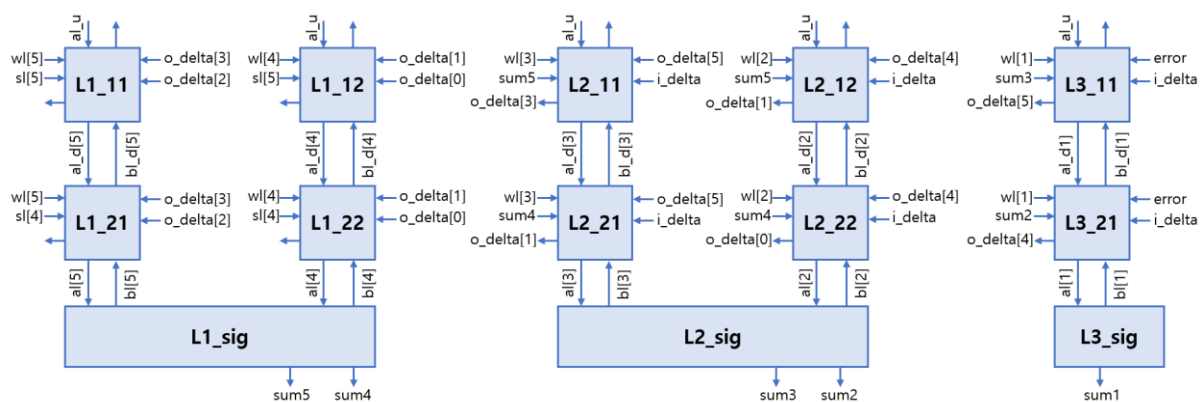 al_u
wl[5]
sl[5]
L1_11
o_delta[3]
o_delta[2]
al_u
wl[4]
sl[5]
L1_12
o_delta[1]
o_delta[0]
al_u
wl[3]
sum5
o_delta[3]
L2_11
o_delta[5]
i_delta
al_u
wl[2]
sum5
o_delta[1]
L2_12
o_delta[4]
i_delta
al_u
wl[1]
sum3
o_delta[5]
L3_11
error
i_delta
al_d[5]
bl_d[5]
al_d[4]
bl_d[4]
al_d[3]
bl_d[3]
al_d[2]
bl_d[2]
al_d1]
bl_d[1]
wl[5]
sl[4]
L1_21
o_delta[3]
o_delta[2]
wl[4]
sl[4]
L1_22
o_delta[1]
o_delta[0]
wl[3]
sum4
o_delta[1]
L2_21
o_delta[5]
i_delta
wl[2]
sum4
o_delta[0]
L2_22
o_delta[4]
i_delta
wl[1]
sum2
o_delta[4]
L3_21
error
i_delta
al[5]
bl[5]
al[4]
bl[4]
al[3]
bl[3]
al[2]
bl[2]
al[1]
bl[1]
L1_sig
L2_sig
L3_sig
sum5
sum4
sum3
sum2
sum1